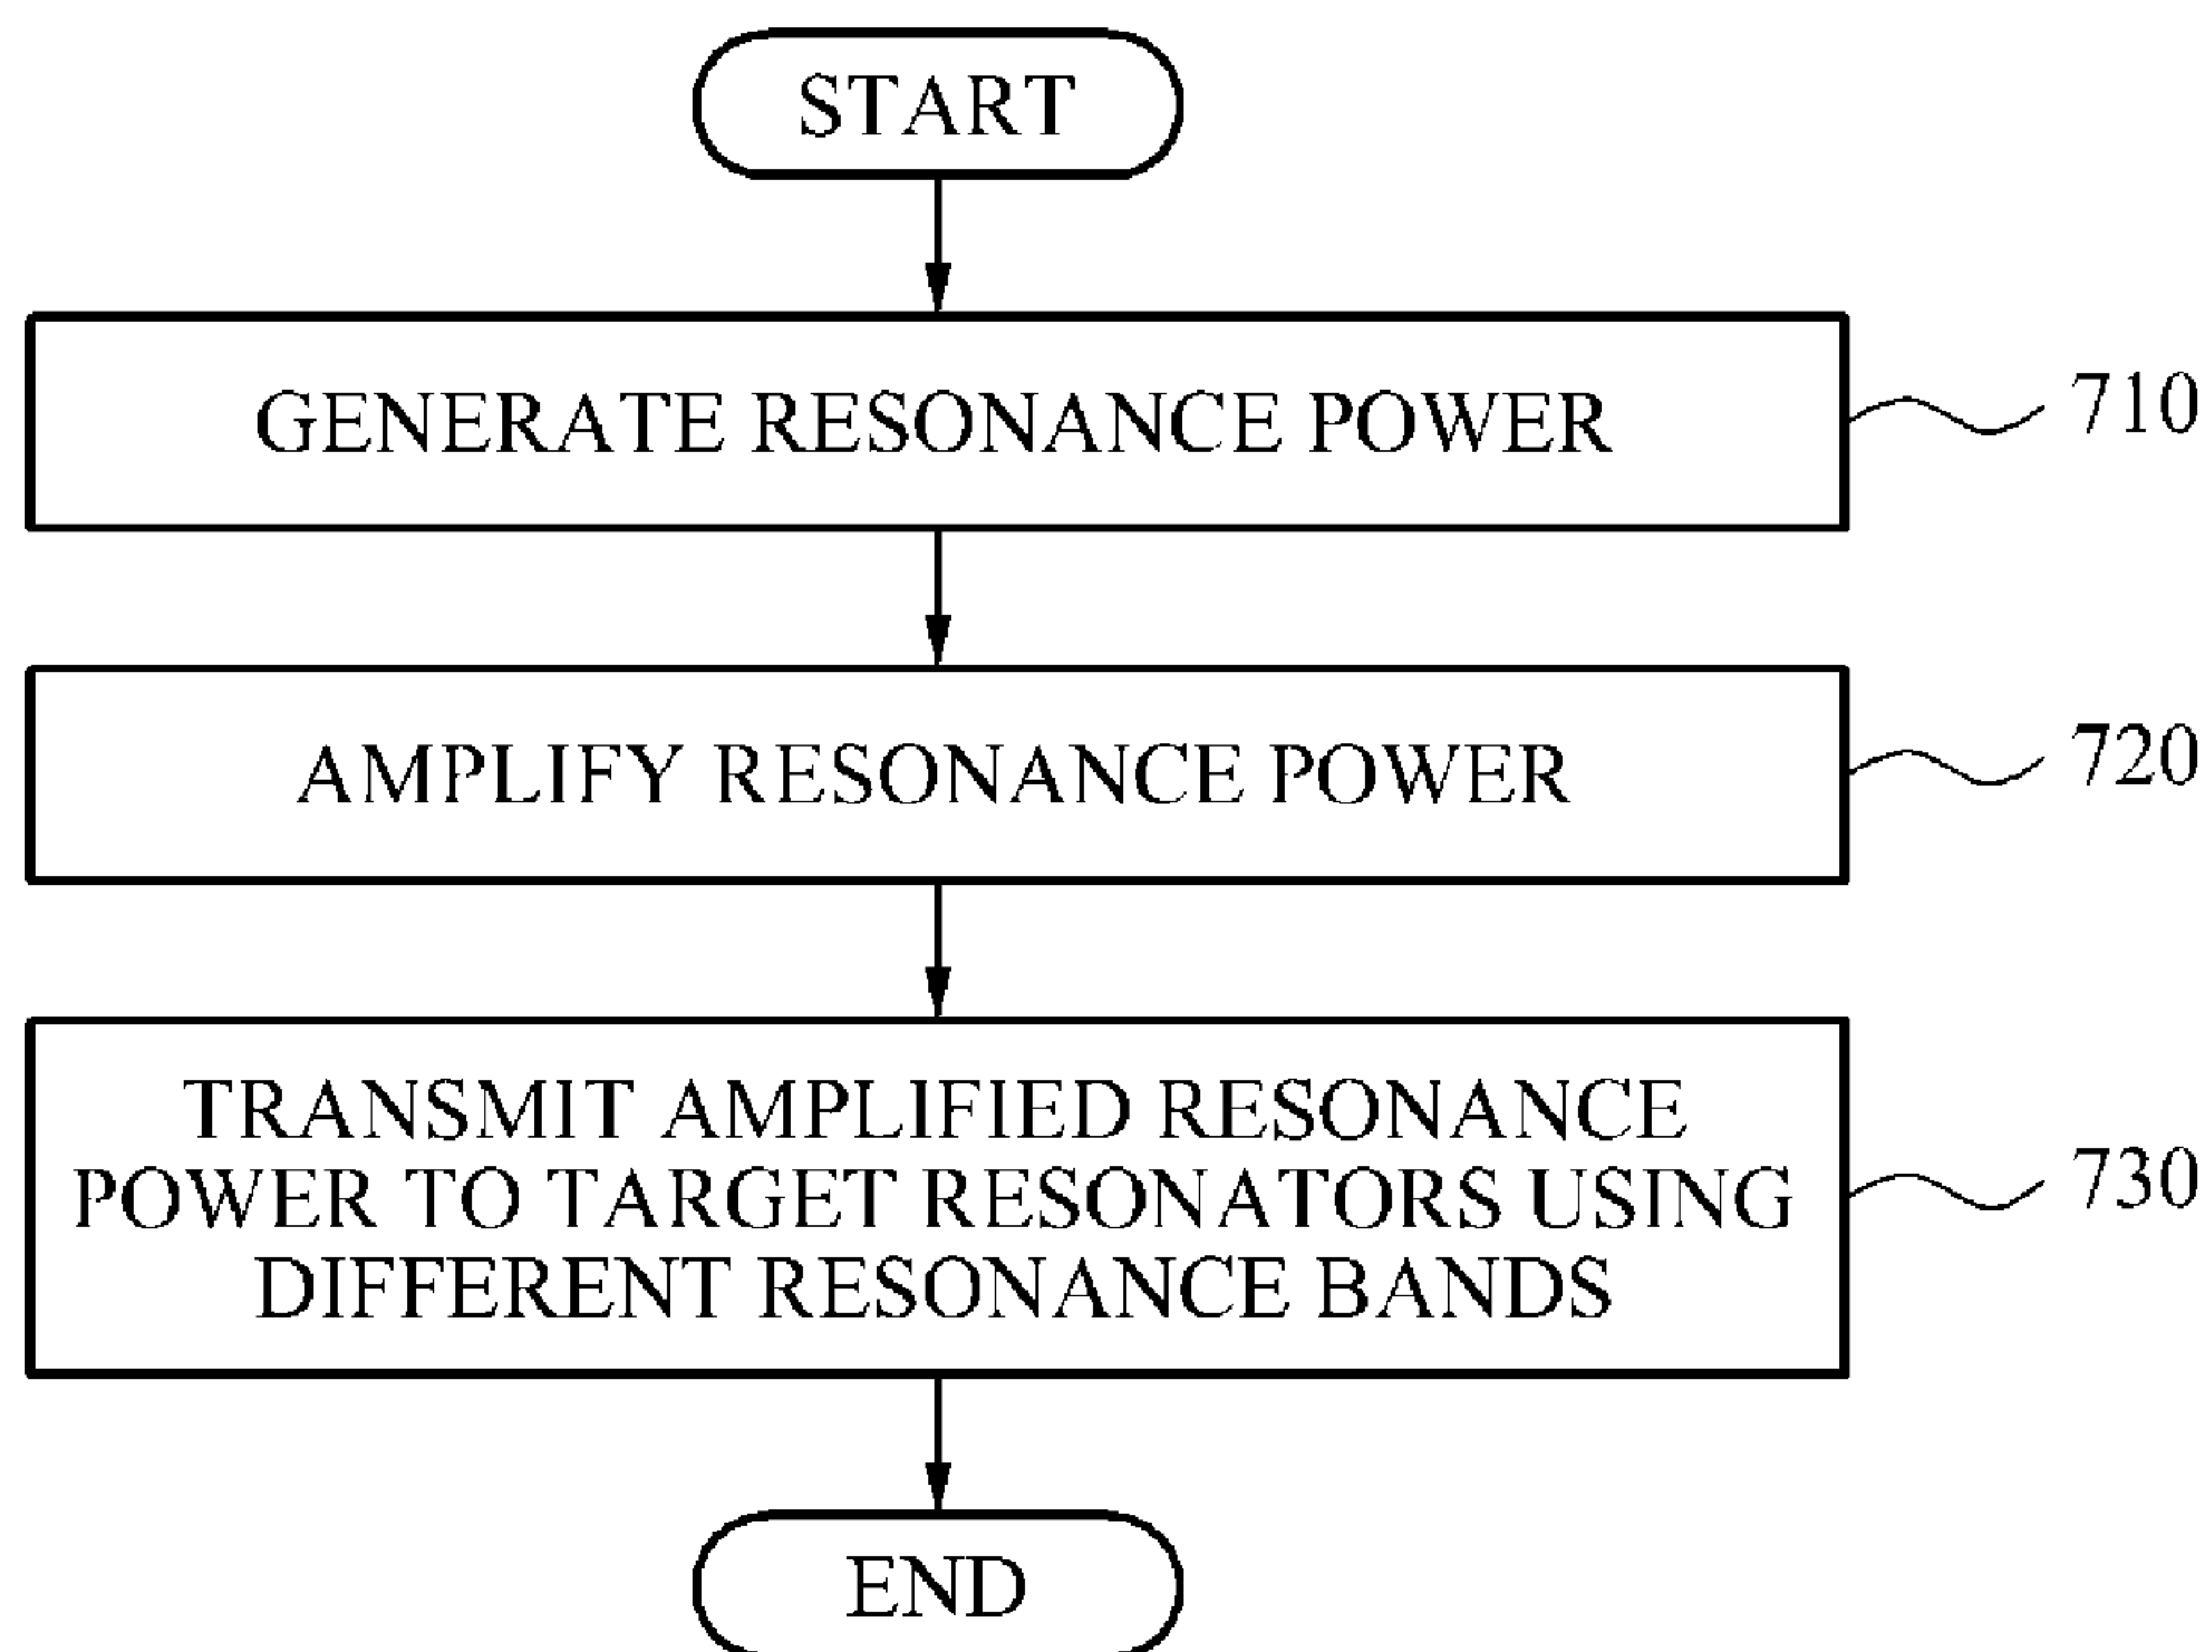 START
GENERATE RESONANCE POWER
710
AMPLIFY RESONANCE POWER
720
TRANSMIT AMPLIFIED RESONANCE
POWER TO TARGET RESONATORS USING
DIFFERENT RESONANCE BANDS
730
END